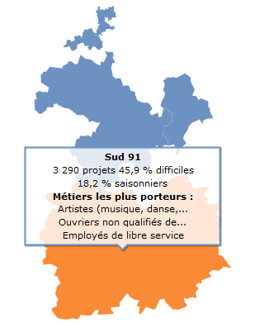 Sud 91
3 290 projets 45,9 % difficiles
18,2 % saisonniers
Métiers les plus porteurs :
Artistes (musique, danse,...
Ouvriers non qualifiés de...
Employés de libre service